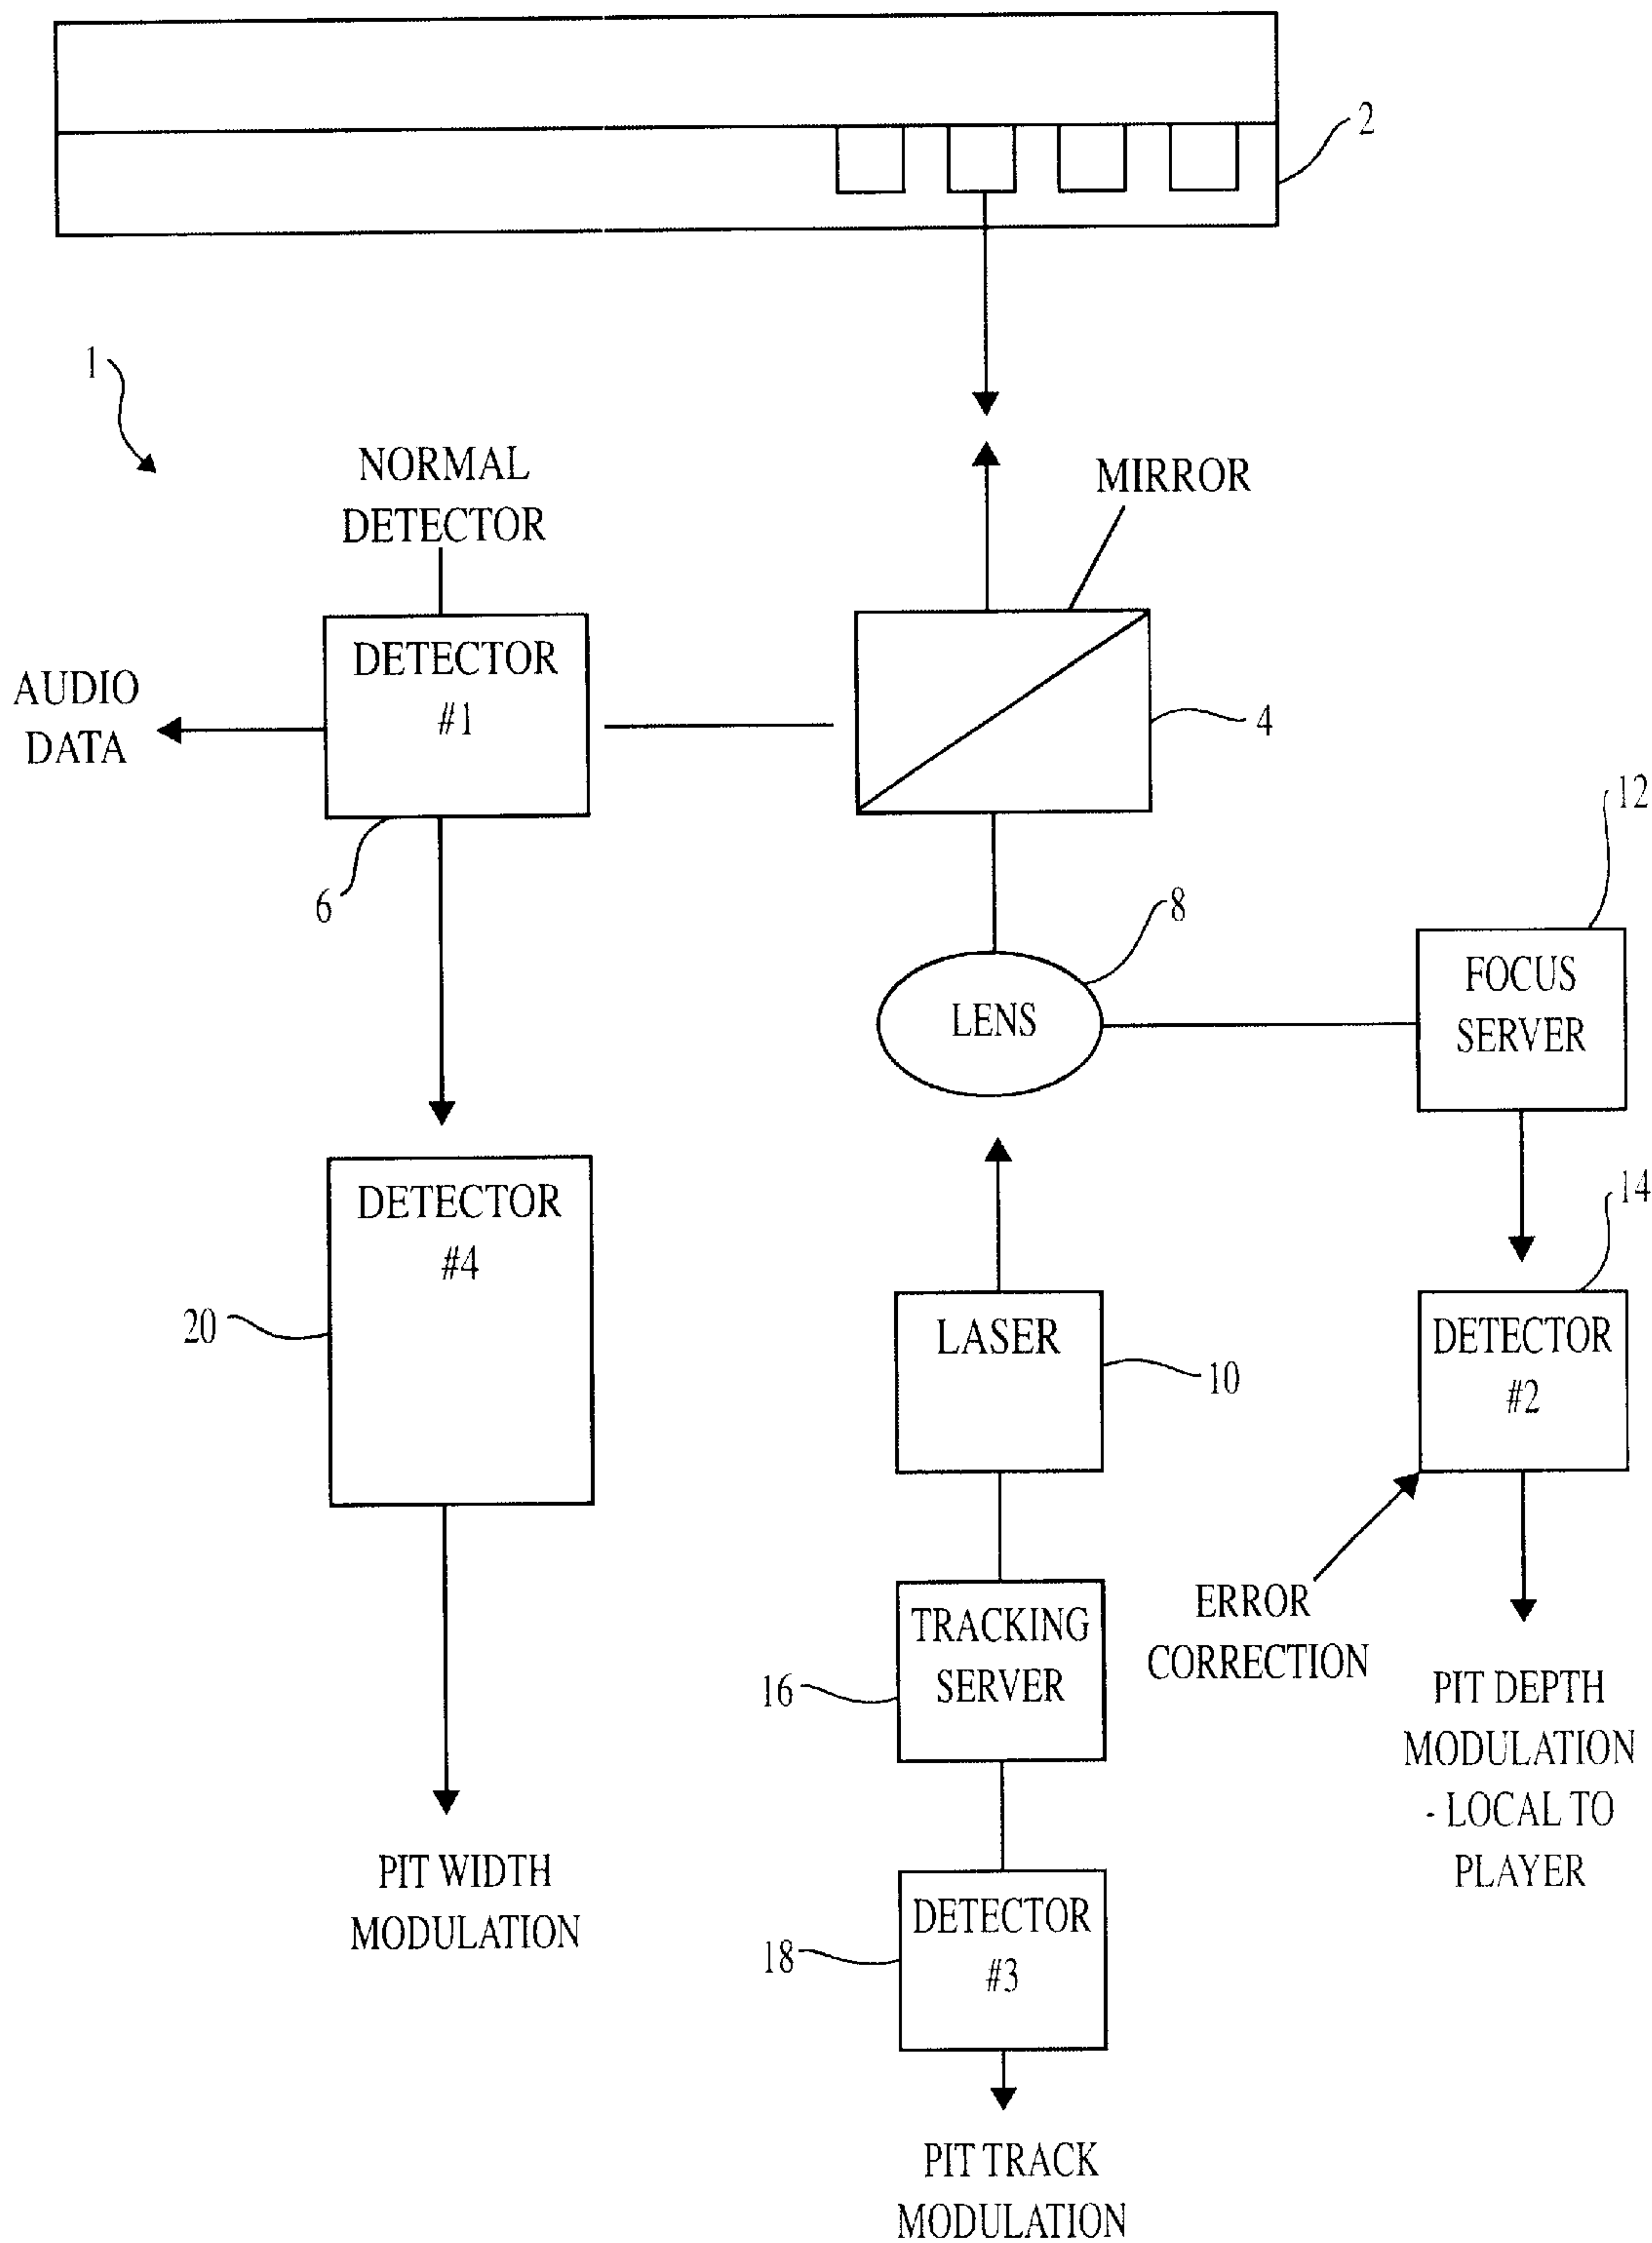 2
1
NORMAL
DETECTOR
MIRROR
DETECTOR
#1
AUDIO
DATA
4
6
12
8
LENS
FOCUS
SERVER
DETECTOR
#4
20
14
LASER
10
DETECTOR
#2
ERROR
CORRECTION
TRACKING
SERVER
16
PIT DEPTH
MODULATION
- LOCAL TO
PLAYER
PIT WIDTH
MODULATION
DETECTOR
#3
18
PIT TRACK
MODULATION